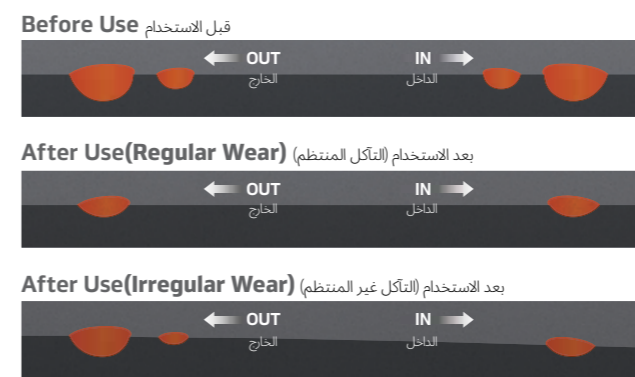 Before Use قبل الاستخدام
OUT IN
الخارج الداخل
After Use(Regular Wear) بعد الاستخدام (التآكل المنتظم)
OUT IN
الخارج الداخل
After Use(Irregular Wear) بعد الاستخدام (التآكل غير المنتظم)
OUT IN
الخارج الداخل